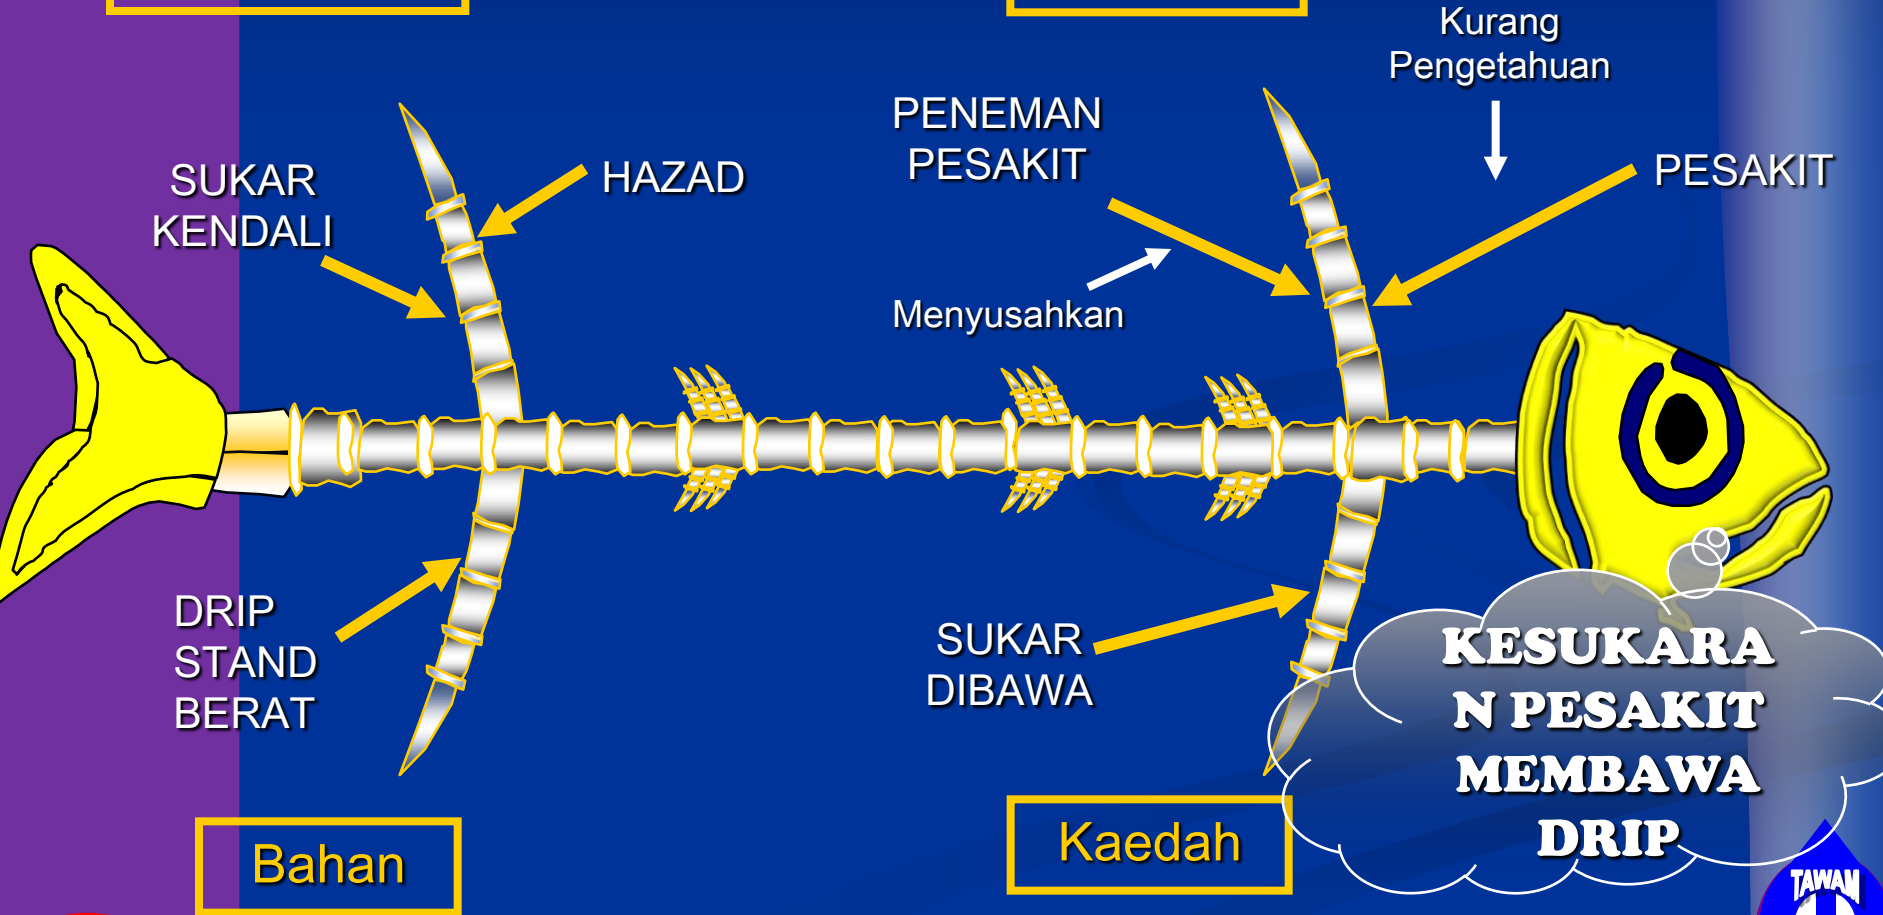 Kurang
Pengetahuan
PENEMAN
PESAKIT
PESAKIT
SUKAR
KENDALI
HAZAD
Menyusahkan
DRIP
STAND
BERAT
SUKAR
DIBAWA
KESUKARA
N PESAKIT
MEMBAWA
DRIP
Bahan
Kaedah
TAWAN